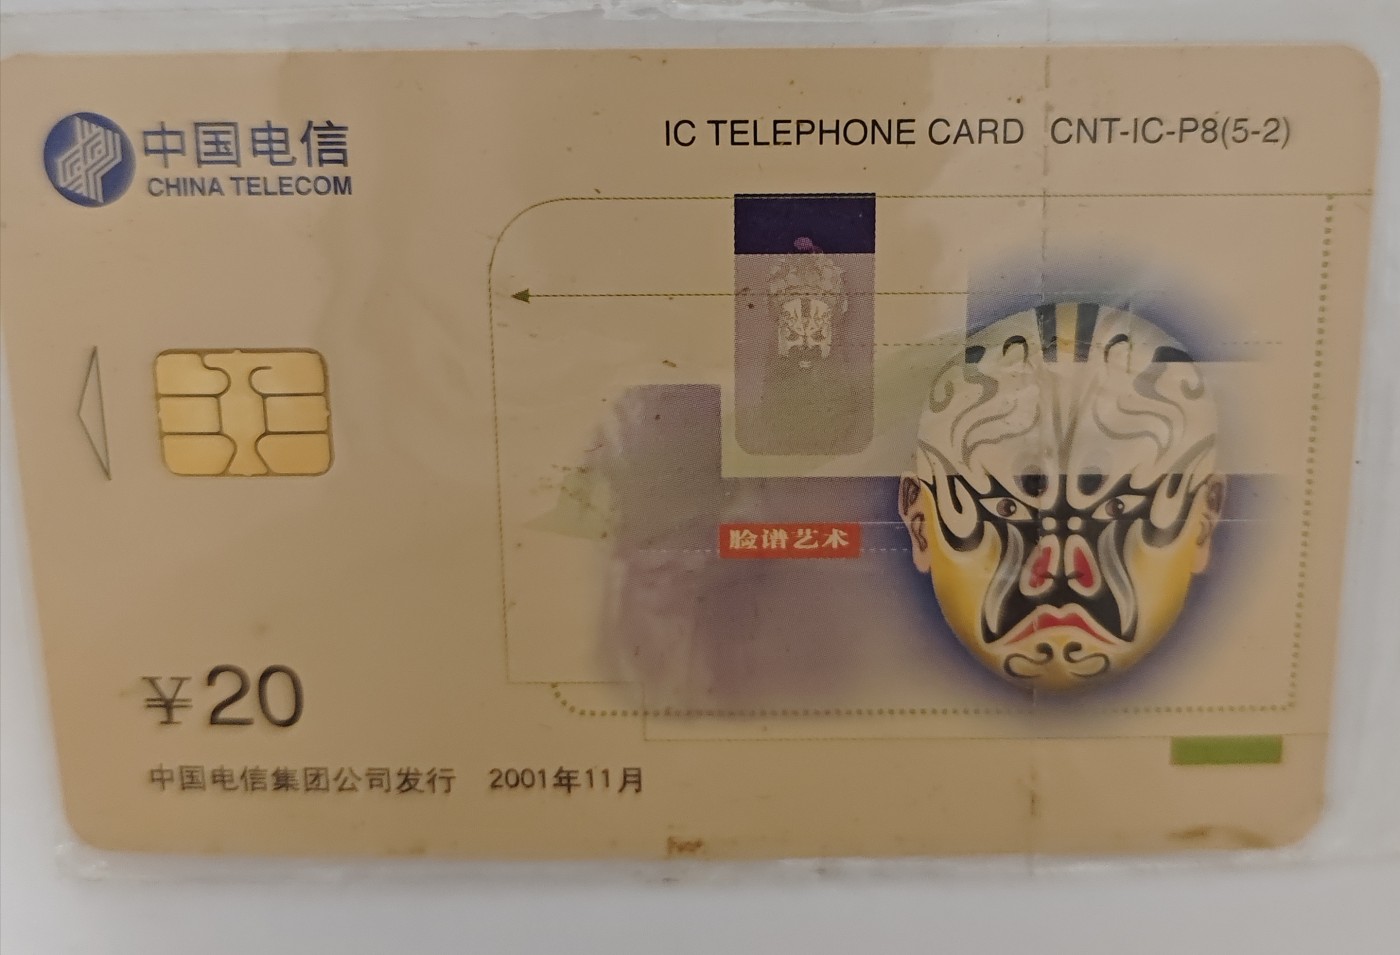 中国电信
CHINA TELECOM
IC TELEPHONE CARD CNT-IC-P8(5-2)
脸谱艺术
¥20
中国电信集团公司发行 2001年11月